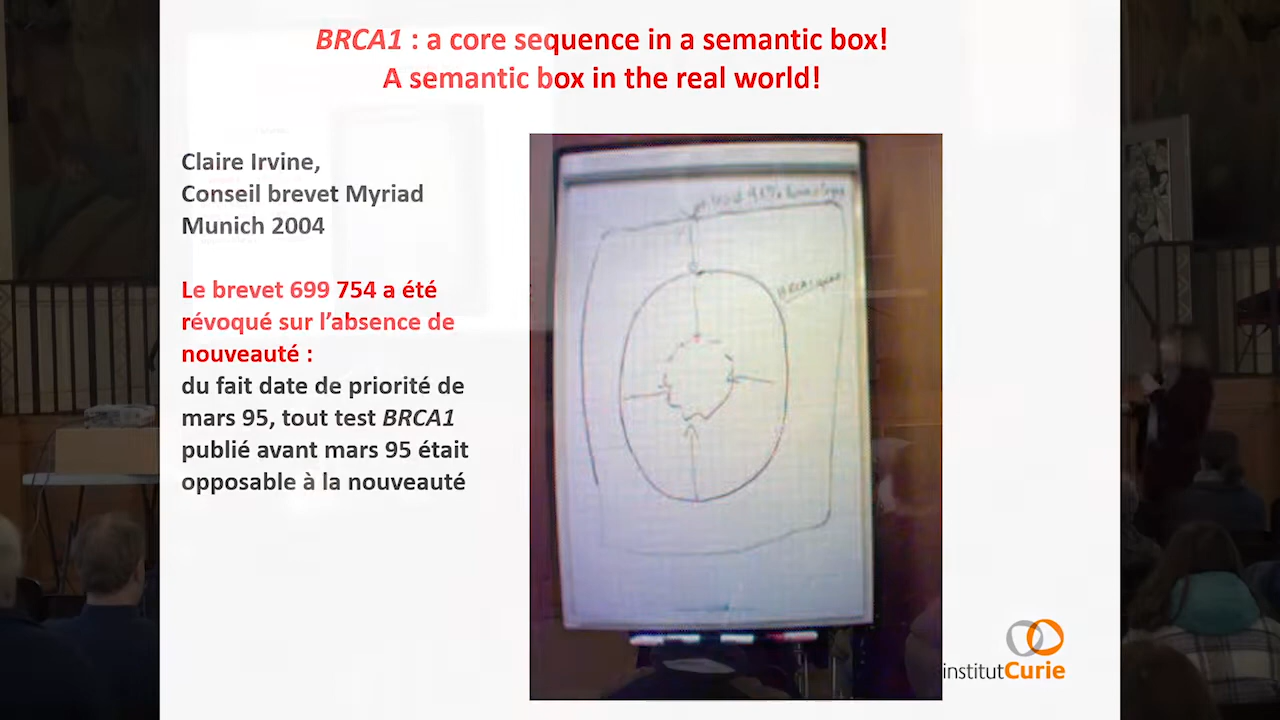 BRCA1 : a core sequence in a semantic box!
A semantic box in the real world!
Claire Irvine,
Conseil brevet Myriad
Munich 2004
Le brevet 699 754 a été
révoqué sur l’absence de
nouveauté :
du fait date de priorité de
mars 95, tout test BRCA1
publié avant mars 95 était
opposable à la nouveauté
BRCA1
institutCurie